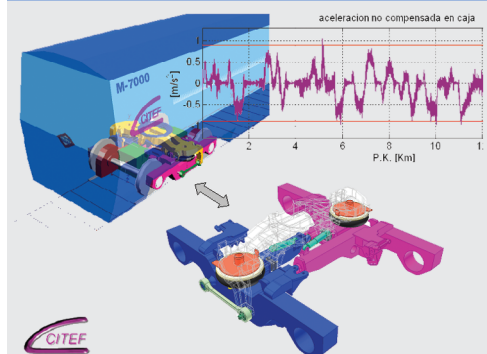 aceleracion no compensada en caja
1
0.5
0
-0.5
[m/s²]
2
4
6
8
10
12
P.K. [Km]
M-7000
CITEF
CITEF